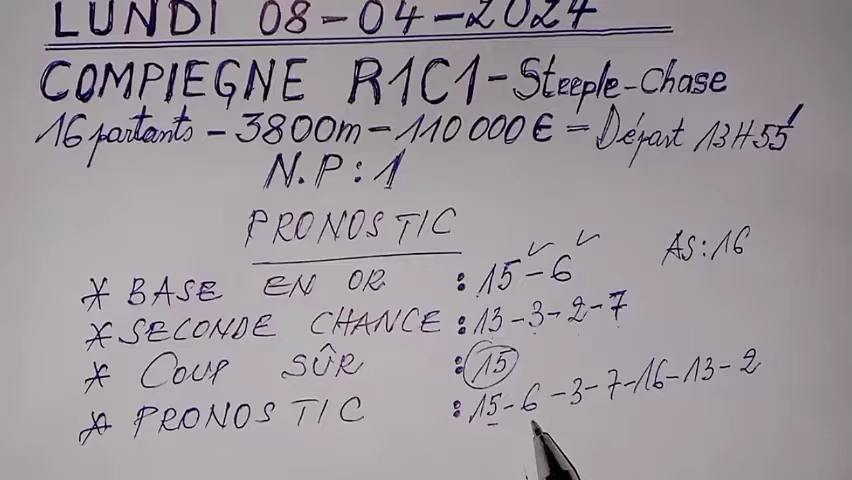 LUNDI 08-04-2024
COMPIEGNE R1C1-Steeple-Chase
16 partants - 3800m - 110 000€ = Départ 13H55'
N.P: 1
PRONOSTIC
AS: 16
* BASE EN OR : 15-6
* SECONDE CHANCE : 13-3-2-7
* COUP SÛR : 15
* PRONOSTIC : 15-6-3-7-16-13-2